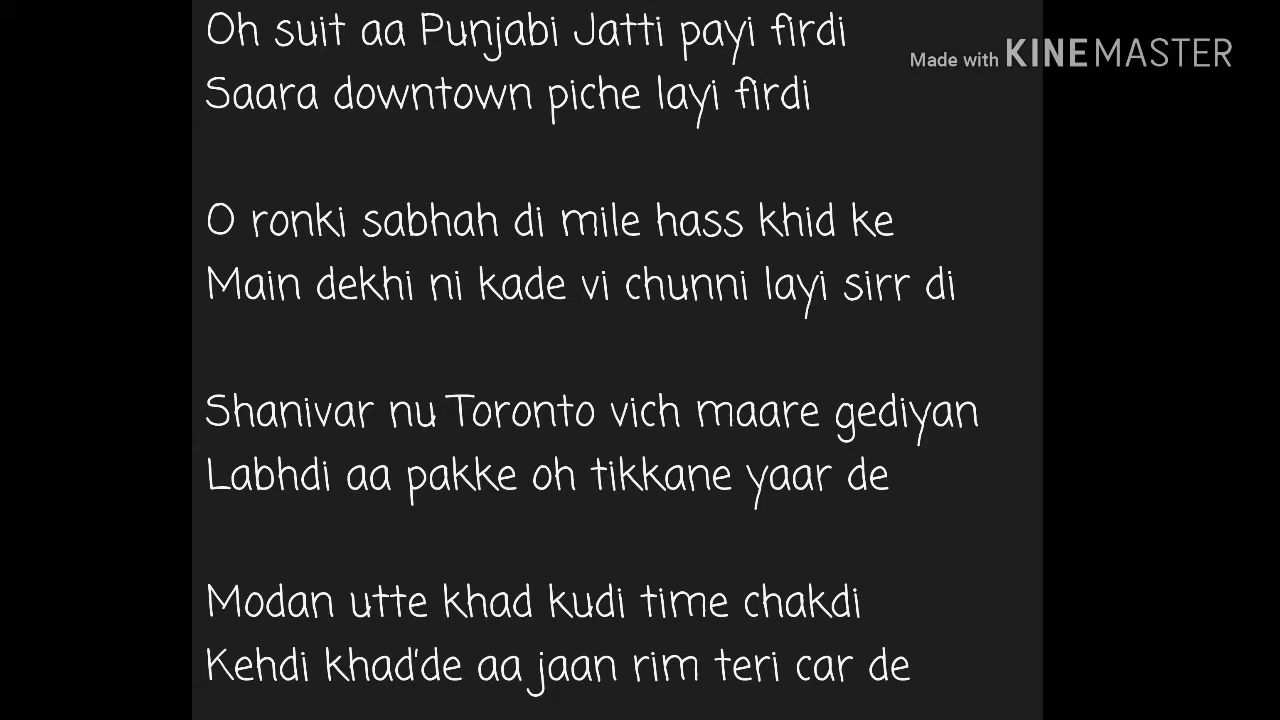 Oh suit aa Punjabi Jatti payi firdi
Made with KINEMASTER
Saara downtown piche layi firdi
O ronki sabhah di mile hass khid ke
Main dekhi ni kade vi chunni layi sirr di
Shanivar nu Toronto vich maare gediyan
Labhdi aa pakke oh tikkane yaar de
Modan utte khad kudi time chakdi
Kehdi khad'de aa jaan rim teri car de